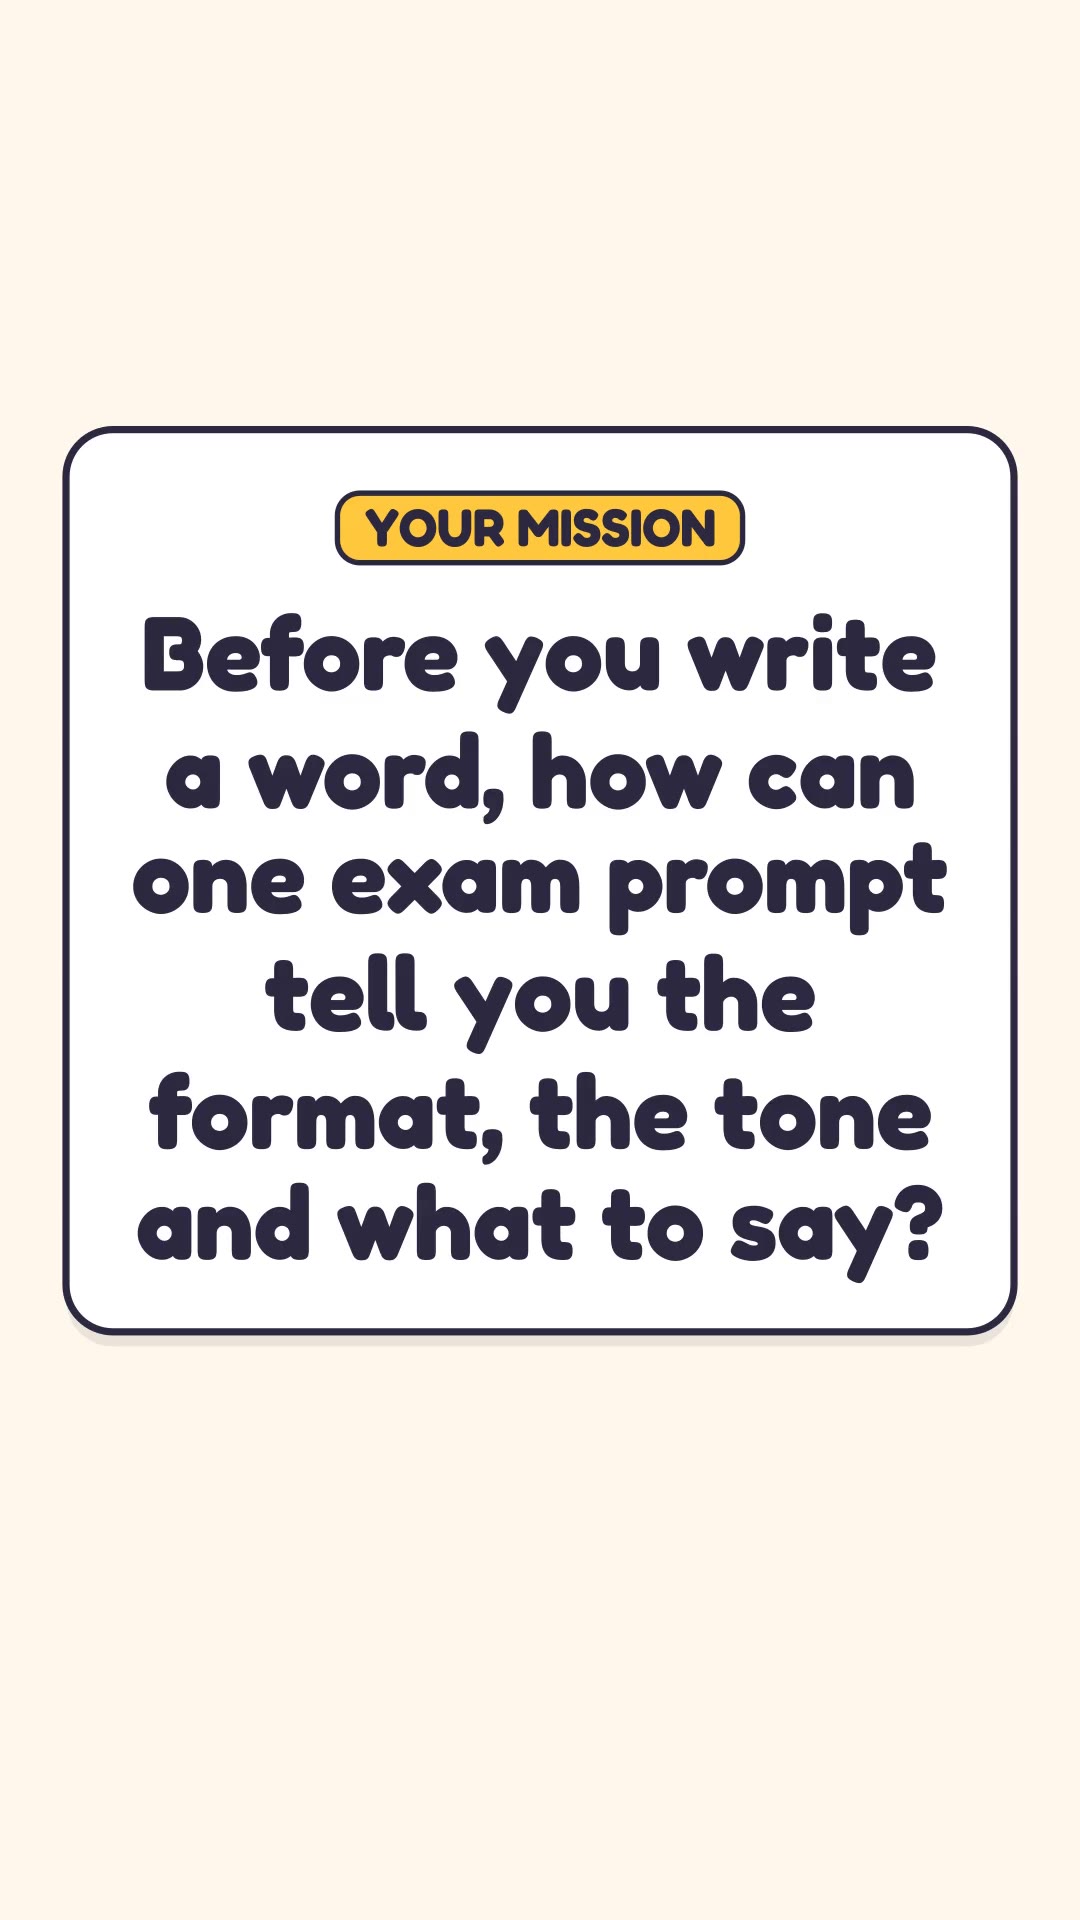 YOUR MISSION
Before you write
a word, how can
one exam prompt
tell you the
format, the tone
and what to say?